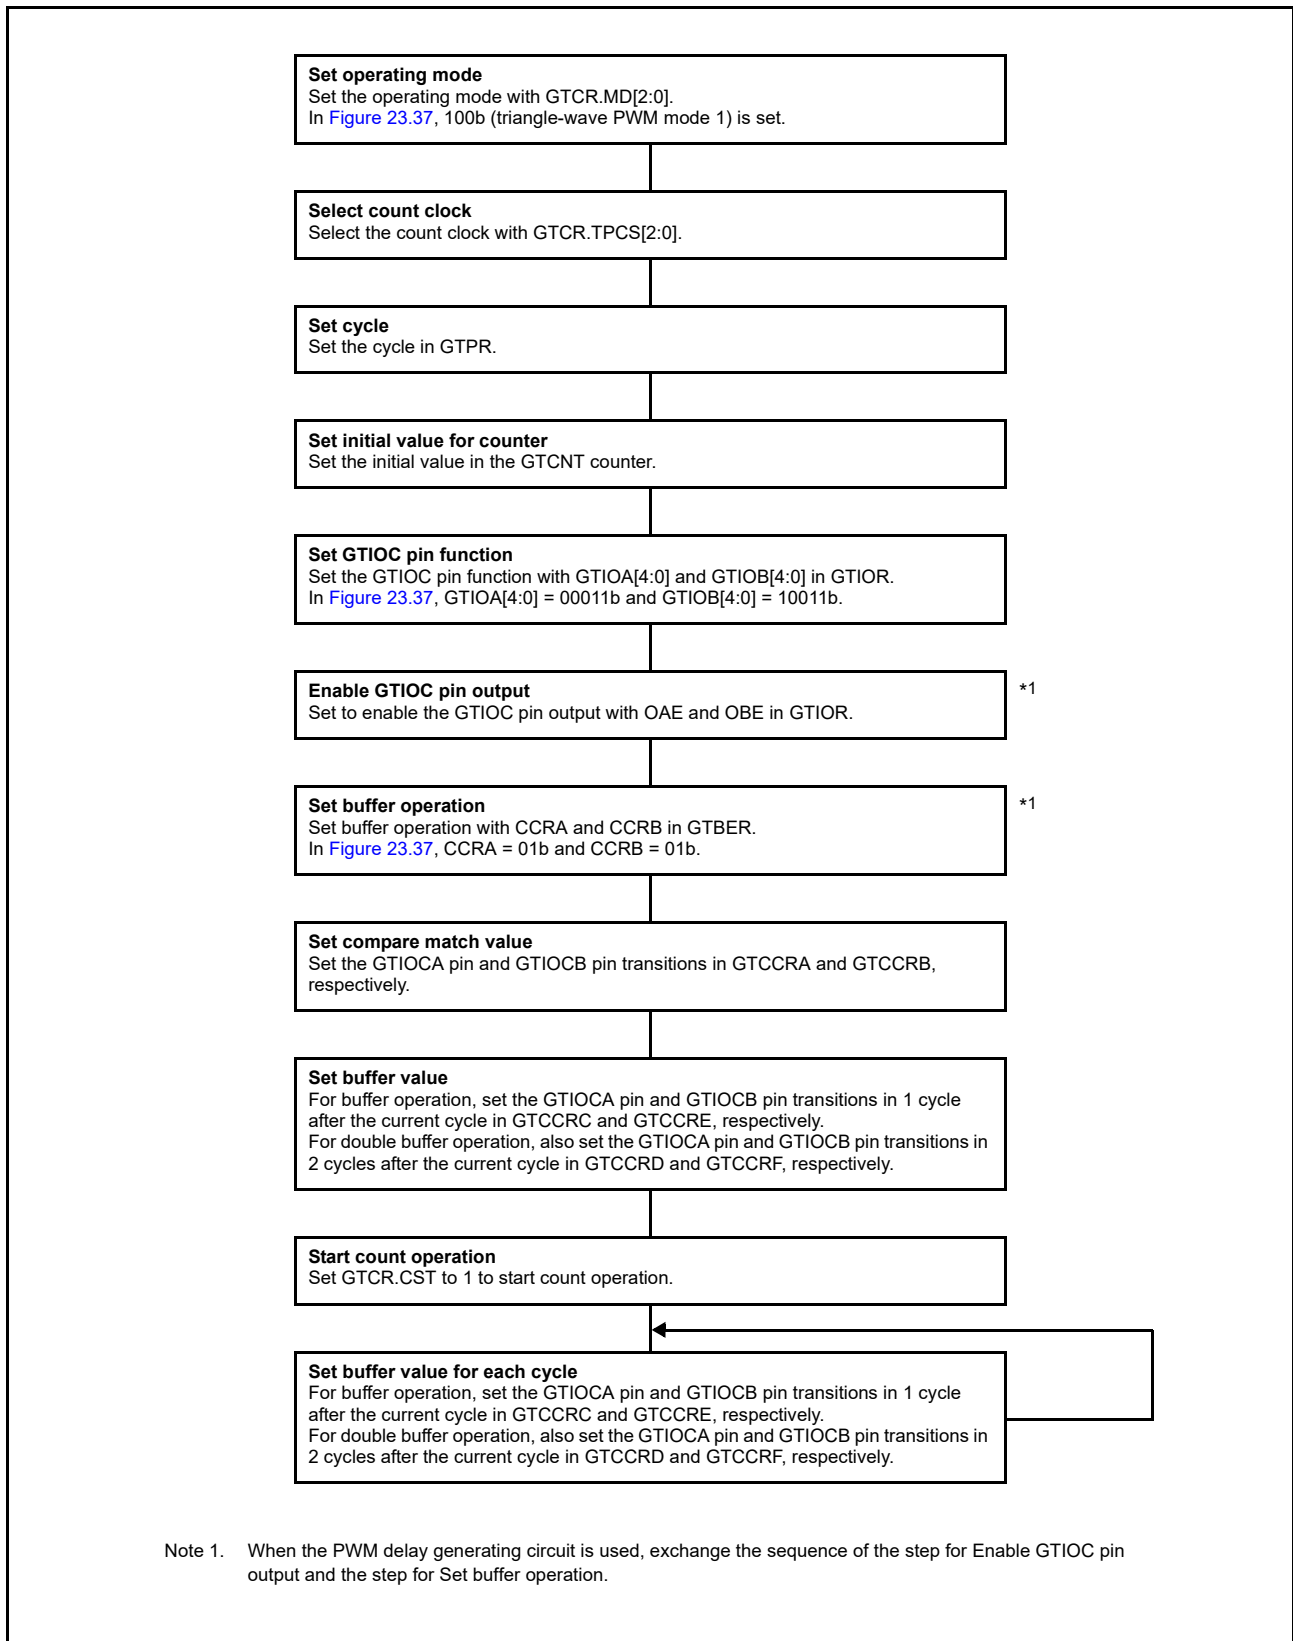 Set operating mode
Set the operating mode with GTCR.MD[2:0].
In Figure 23.37, 100b (triangle-wave PWM mode 1) is set.
Select count clock
Select the count clock with GTCR.TPCS[2:0].
Set cycle
Set the cycle in GTPR.
Set initial value for counter
Set the initial value in the GTCNT counter.
Set GTIOC pin function
Set the GTIOC pin function with GTIOA[4:0] and GTIOB[4:0] in GTIOR.
In Figure 23.37, GTIOA[4:0] = 00011b and GTIOB[4:0] = 10011b.
Enable GTIOC pin output *1
Set to enable the GTIOC pin output with OAE and OBE in GTIOR.
Set buffer operation *1
Set buffer operation with CCRA and CCRB in GTBER.
In Figure 23.37, CCRA = 01b and CCRB = 01b.
Set compare match value
Set the GTIOCA pin and GTIOCB pin transitions in GTCCRA and GTCCRB,
respectively.
Set buffer value
For buffer operation, set the GTIOCA pin and GTIOCB pin transitions in 1 cycle
after the current cycle in GTCCRC and GTCCRE, respectively.
For double buffer operation, also set the GTIOCA pin and GTIOCB pin transitions in
2 cycles after the current cycle in GTCCRD and GTCCRF, respectively.
Start count operation
Set GTCR.CST to 1 to start count operation.
Set buffer value for each cycle
For buffer operation, set the GTIOCA pin and GTIOCB pin transitions in 1 cycle
after the current cycle in GTCCRC and GTCCRE, respectively.
For double buffer operation, also set the GTIOCA pin and GTIOCB pin transitions in
2 cycles after the current cycle in GTCCRD and GTCCRF, respectively.
Note 1. When the PWM delay generating circuit is used, exchange the sequence of the step for Enable GTIOC pin
output and the step for Set buffer operation.